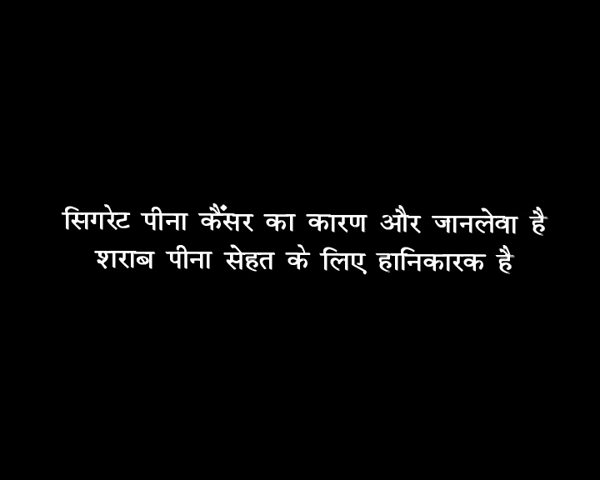 सिगरेट पीना कैंसर का कारण और जानलेवा है
शराब पीना सेहत के लिए हानिकारक है